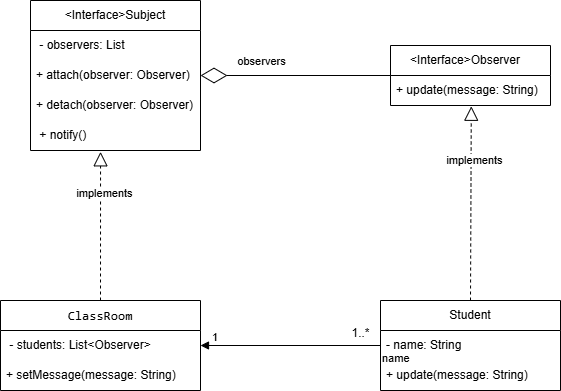 <Interface>Subject
- observers: List
+ attach(observer: Observer)
+ detach(observer: Observer)
+ notify()
observers
<Interface>Observer
+ update(message: String)
implements
implements
ClassRoom
- students: List<Observer>
+ setMessage(message: String)
1
1..*
Student
- name: String
name
+ update(message: String)